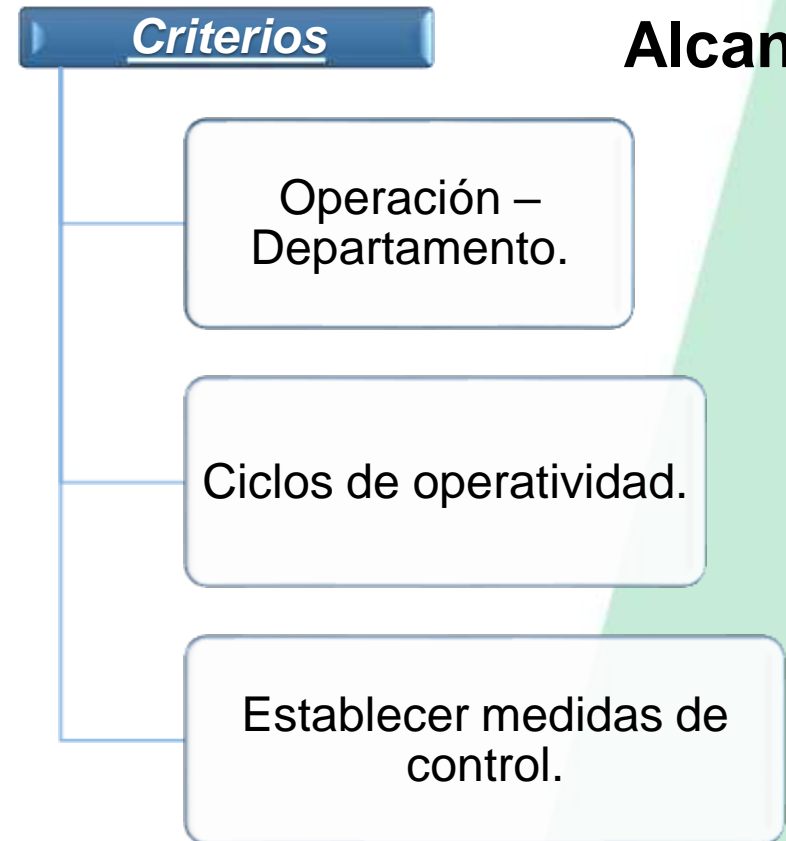 Criterios
Alcan
Operación –
Departamento.
Ciclos de operatividad.
Establecer medidas de
control.